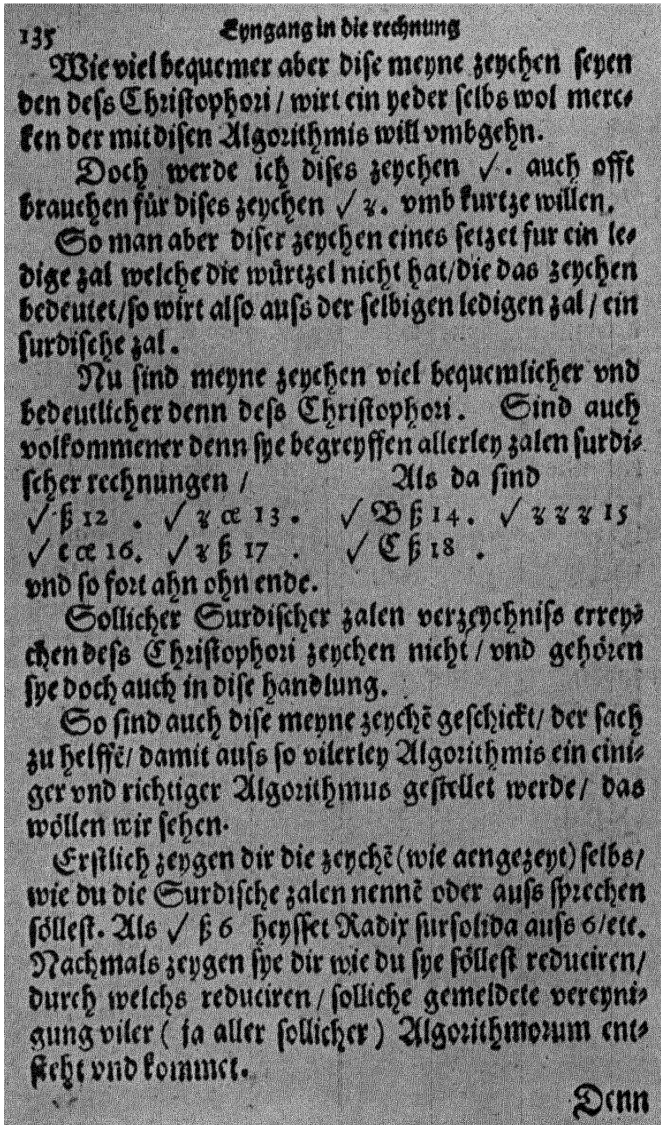 135 Eyngang in die rechnung
Wie viel bequemer aber dise meyne zeychen seyen
den dess Christophori / wirt ein yeder selbs wol merc⸗
ken der mit disen Algorithmis will vmbgehn.
Doch werde ich dises zeychen √. auch offt
brauchen für dises zeychen √ ʒ. vmb kurtze willen.
So man aber diser zeychen eines setzet fur ein le⸗
dige zal welche die würtzel nicht hat/die das zeychen
bedeutet/so wirt also auss der selbigen ledigen zal / ein
surdische zal.
Nu sind meyne zeychen viel bequemlicher vnd
bedeutlicher denn dess Christophori. Sind auch
volkommener denn sye begreyffen allerley zalen surdi⸗
scher rechnungen / Als da sind
√ ß 12 . √ ʒ ce 13. √ B ß 14. √ ʒ ʒ ʒ 15
√ c ce 16. √ ʒ ß 17 . √ C ß 18 .
vnd so fort ahn ohn ende.
Sollicher Surdischer zalen verzeychniss errey⸗
chen dess Christophori zeychen nicht / vnd gehören
sye doch auch in dise handlung.
So sind auch dise meyne zeychē geschickt/ der sach
zu helffē/ damit auss so vilerley Algorithmis ein eini⸗
ger vnd richtiger Algorithmus gestellet werde/ das
wöllen wir sehen.
Erstlich zeygen dir die zeychē (wie aengezeyt) selbs/
wie du die Surdische zalen nennē oder auss sprechen
söllest. Als √ ß 6 heysset Radix sursolida auss 6/etc.
Nachmals zeygen sye dir wie du sye söllest reduciren/
durch welchs reduciren / solliche gemeldete vereyni⸗
gung viler ( ja aller sollicher ) Algorithmorum ent⸗
steht vnd kommet.
Denn